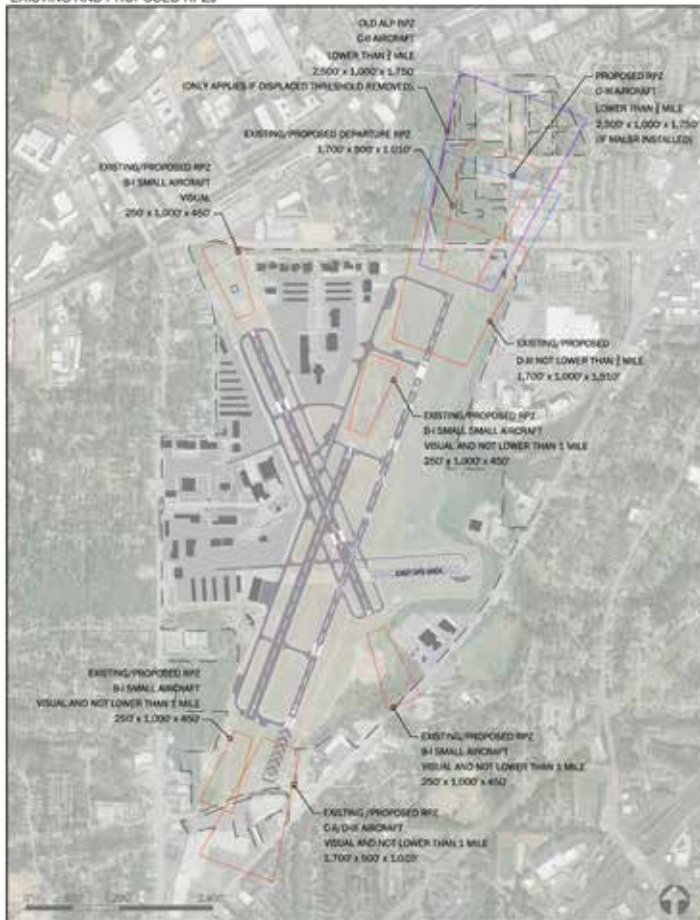 EXISTING AND PROPOSED RPZs
OLD ALP RPZ
AIRCRAFT
LOWER THAN ¾ MILE
2,500' x 1,000' x 1,750'
(ONLY APPLIES IF DISPLACED THRESHOLD REMOVED)
PROPOSED RPZ
AIRCRAFT
LOWER THAN ¾ MILE
2,500' x 1,000' x 1,750'
(IF MALSR INSTALLED)
EXISTING/PROPOSED DEPARTURE RPZ
1,700' x 500' x 1,010'
EXISTING/PROPOSED RPZ
B-I SMALL AIRCRAFT
VISUAL
250' x 1,000' x 450'
EXISTING/PROPOSED
D-III NOT LOWER THAN ¾ MILE
1,700' x 1,000' x 1,510'
EXISTING/PROPOSED RPZ
B-I SMALL SMALL AIRCRAFT
VISUAL AND NOT LOWER THAN 1 MILE
250' x 1,000' x 450'
EAST GPS AREA
EXISTING/PROPOSED RPZ
B-I SMALL AIRCRAFT
VISUAL AND NOT LOWER THAN 1 MILE
250' x 1,000' x 450'
EXISTING/PROPOSED RPZ
B-I SMALL AIRCRAFT
VISUAL AND NOT LOWER THAN 1 MILE
250' x 1,000' x 450'
EXISTING /PROPOSED RPZ
AIRCRAFT
VISUAL AND NOT LOWER THAN 1 MILE
1,700' x 500' x 1,010'